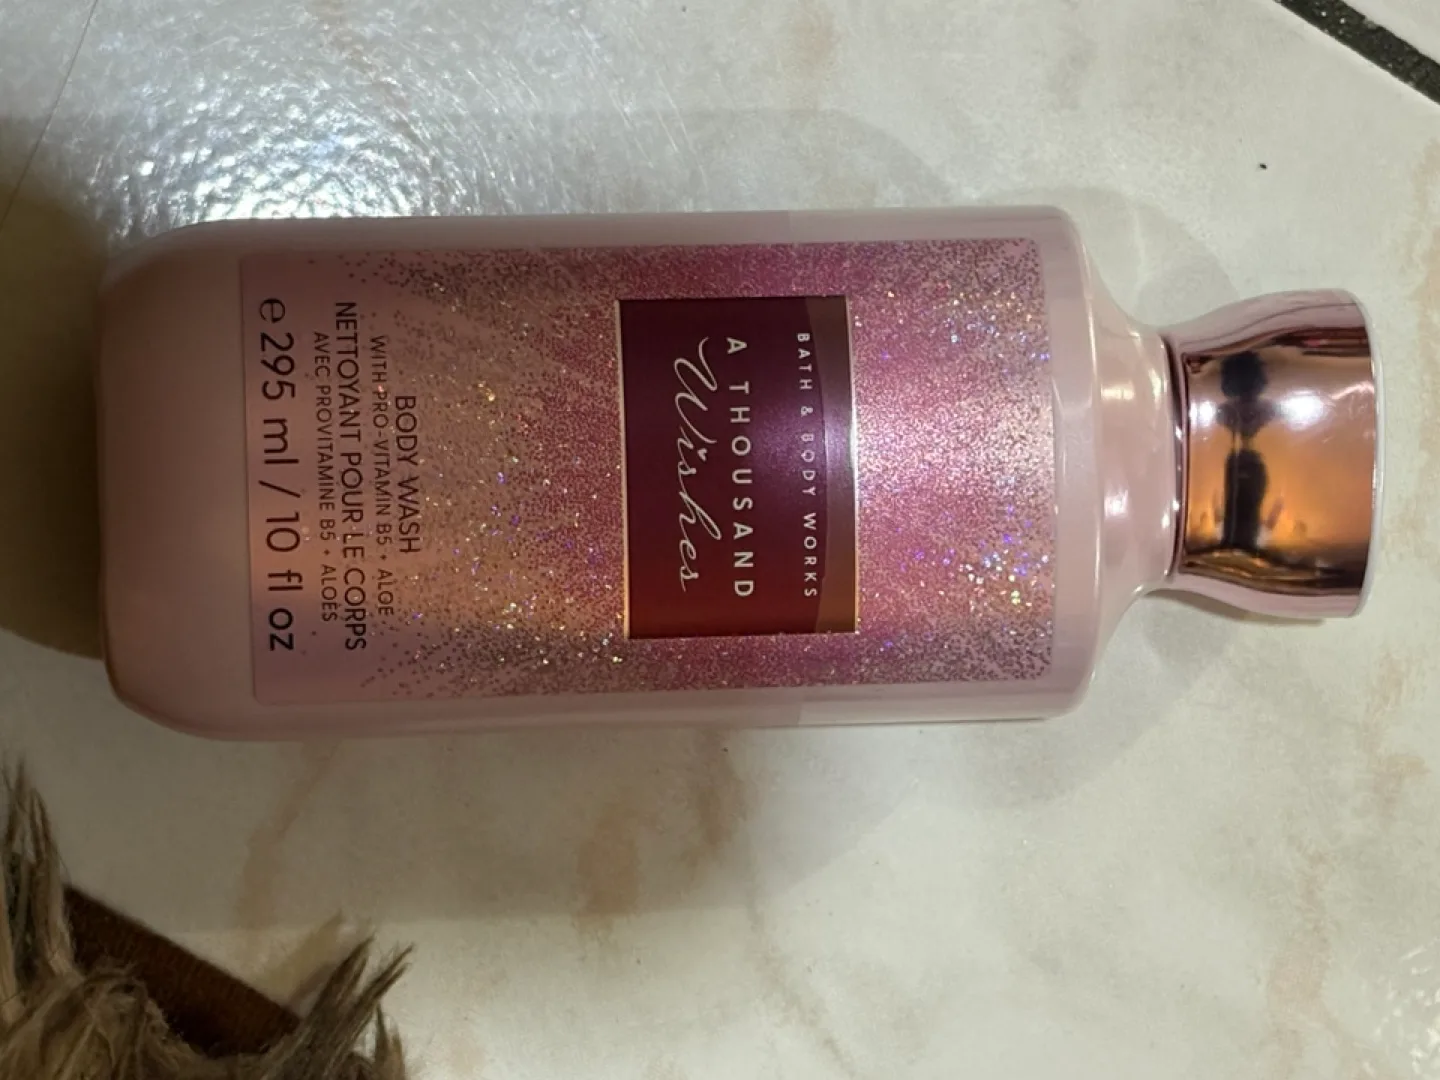 BATH & BODY WORKS
A THOUSAND
Wishes
BODY WASH
WITH PRO-VITAMIN B5 • ALOE
NETTOYANT POUR LE CORPS
AVEC PROVITAMINE B5 • ALOÈS
e 295 ml / 10 fl oz